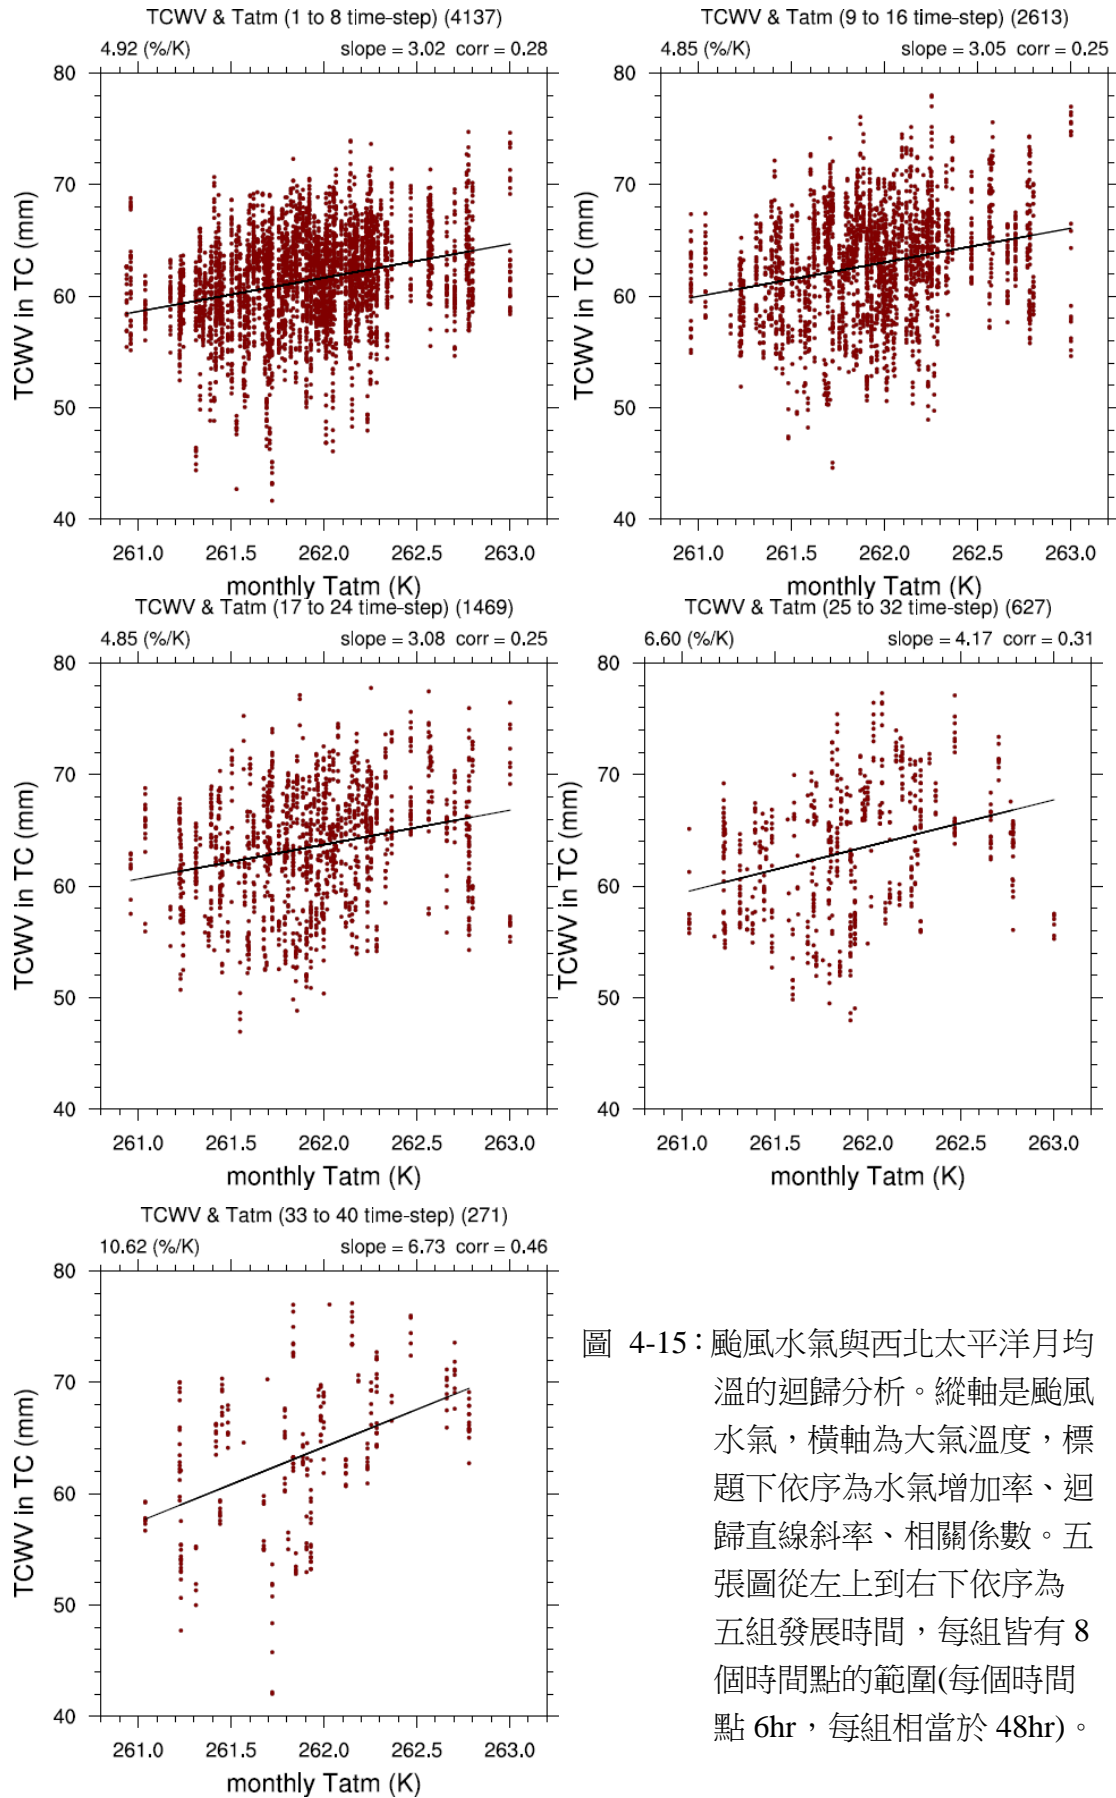 TCWV & Tatm (1 to 8 time-step) (4137)
4.92 (%/K) slope = 3.02 corr = 0.28
80
70
60
50
40
TCWV in TC (mm)
261.0 261.5 262.0 262.5 263.0
monthly Tatm (K)
TCWV & Tatm (9 to 16 time-step) (2613)
4.85 (%/K) slope = 3.05 corr = 0.25
80
70
60
50
40
TCWV in TC (mm)
261.0 261.5 262.0 262.5 263.0
monthly Tatm (K)
TCWV & Tatm (17 to 24 time-step) (1469)
4.85 (%/K) slope = 3.08 corr = 0.25
80
70
60
50
40
TCWV in TC (mm)
261.0 261.5 262.0 262.5 263.0
monthly Tatm (K)
TCWV & Tatm (25 to 32 time-step) (627)
6.60 (%/K) slope = 4.17 corr = 0.31
80
70
60
50
40
TCWV in TC (mm)
261.0 261.5 262.0 262.5 263.0
monthly Tatm (K)
TCWV & Tatm (33 to 40 time-step) (271)
10.62 (%/K) slope = 6.73 corr = 0.46
80
70
60
50
40
TCWV in TC (mm)
261.0 261.5 262.0 262.5 263.0
monthly Tatm (K)
圖 4-15：颱風水氣與西北太平洋月均
溫的迴歸分析。縱軸是颱風
水氣，橫軸為大氣溫度，標
題下依序為水氣增加率、迴
歸直線斜率、相關係數。五
張圖從左上到右下依序為
五組發展時間，每組皆有 8
個時間點的範圍(每個時間
點 6hr，每組相當於 48hr)。